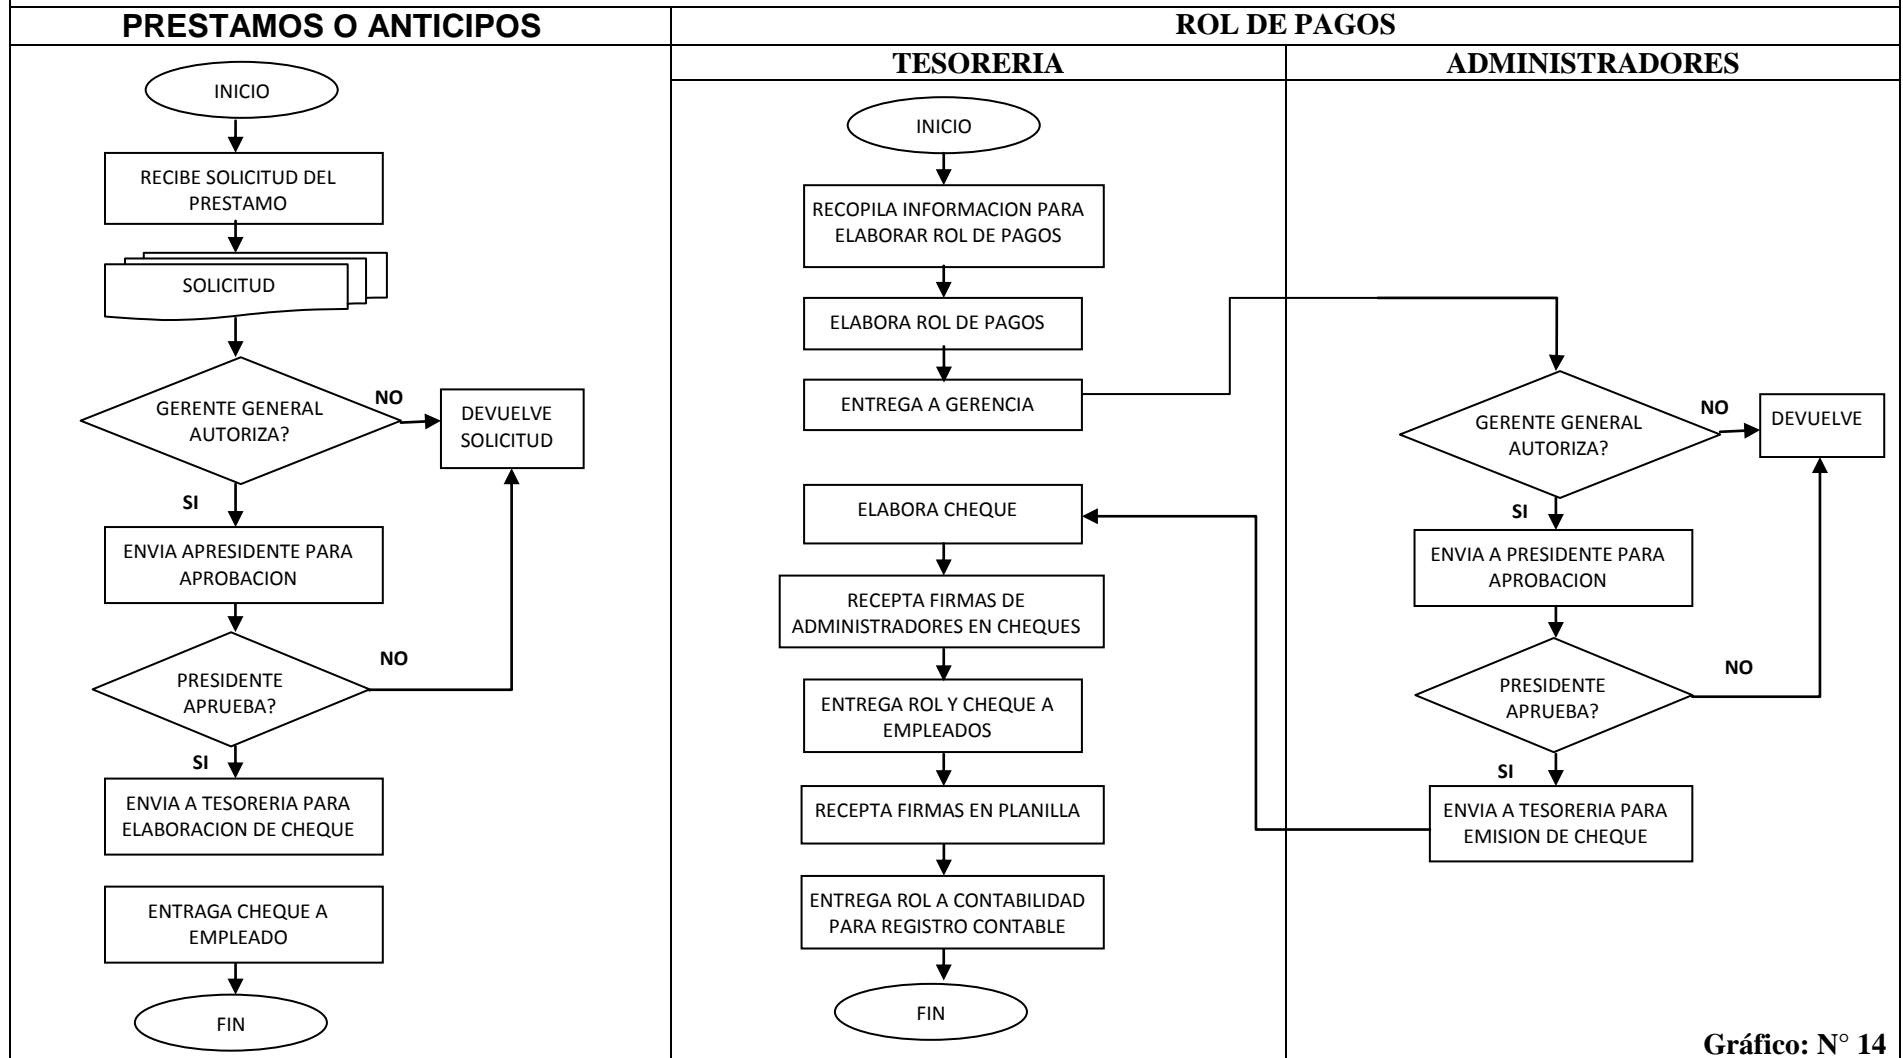 PRESTAMOS O ANTICIPOS
INICIO
RECIBE SOLICITUD DEL
PRESTAMO
SOLICITUD
GERENTE GENERAL
AUTORIZA?
NO
DEVUELVE
SOLICITUD
SI
ENVIA APRESIDENTE PARA
APROBACION
PRESIDENTE
APRUEBA?
NO
SI
ENVIA A TESORERIA PARA
ELABORACION DE CHEQUE
ENTRAGA CHEQUE A
EMPLEADO
FIN
ROL DE PAGOS
TESORERIA
INICIO
RECOPILA INFORMACION PARA
ELABORAR ROL DE PAGOS
ELABORA ROL DE PAGOS
ENTREGA A GERENCIA
ELABORA CHEQUE
RECEPTA FIRMAS DE
ADMINISTRADORES EN CHEQUES
ENTREGA ROL Y CHEQUE A
EMPLEADOS
RECEPTA FIRMAS EN PLANILLA
ENTREGA ROL A CONTABILIDAD
PARA REGISTRO CONTABLE
FIN
ADMINISTRADORES
GERENTE GENERAL
AUTORIZA?
NO
DEVUELVE
SI
ENVIA A PRESIDENTE PARA
APROBACION
PRESIDENTE
APRUEBA?
NO
SI
ENVIA A TESORERIA PARA
EMISION DE CHEQUE
Gráfico: N° 14